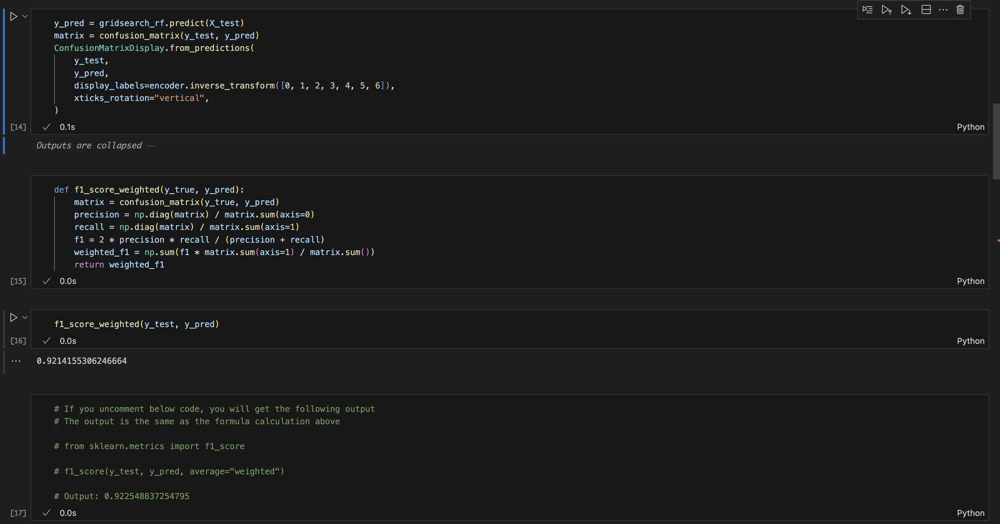 y_pred = gridsearch_rf.predict(X_test)
matrix = confusion_matrix(y_test, y_pred)
ConfusionMatrixDisplay.from_predictions(
    y_test,
    y_pred,
    display_labels=encoder.inverse_transform([0, 1, 2, 3, 4, 5, 6]),
    xticks_rotation="vertical",
)
[14] 0.1s Python
Outputs are collapsed ...
def f1_score_weighted(y_true, y_pred):
    matrix = confusion_matrix(y_true, y_pred)
    precision = np.diag(matrix) / matrix.sum(axis=0)
    recall = np.diag(matrix) / matrix.sum(axis=1)
    f1 = 2 * precision * recall / (precision + recall)
    weighted_f1 = np.sum(f1 * matrix.sum(axis=1) / matrix.sum())
    return weighted_f1
[15] 0.0s Python
f1_score_weighted(y_test, y_pred)
[16] 0.0s Python
... 0.9214155306246664
# If you uncomment below code, you will get the following output
# The output is the same as the formula calculation above
# from sklearn.metrics import f1_score
# f1_score(y_test, y_pred, average="weighted")
# Output: 0.922548837254795
[17] 0.0s Python